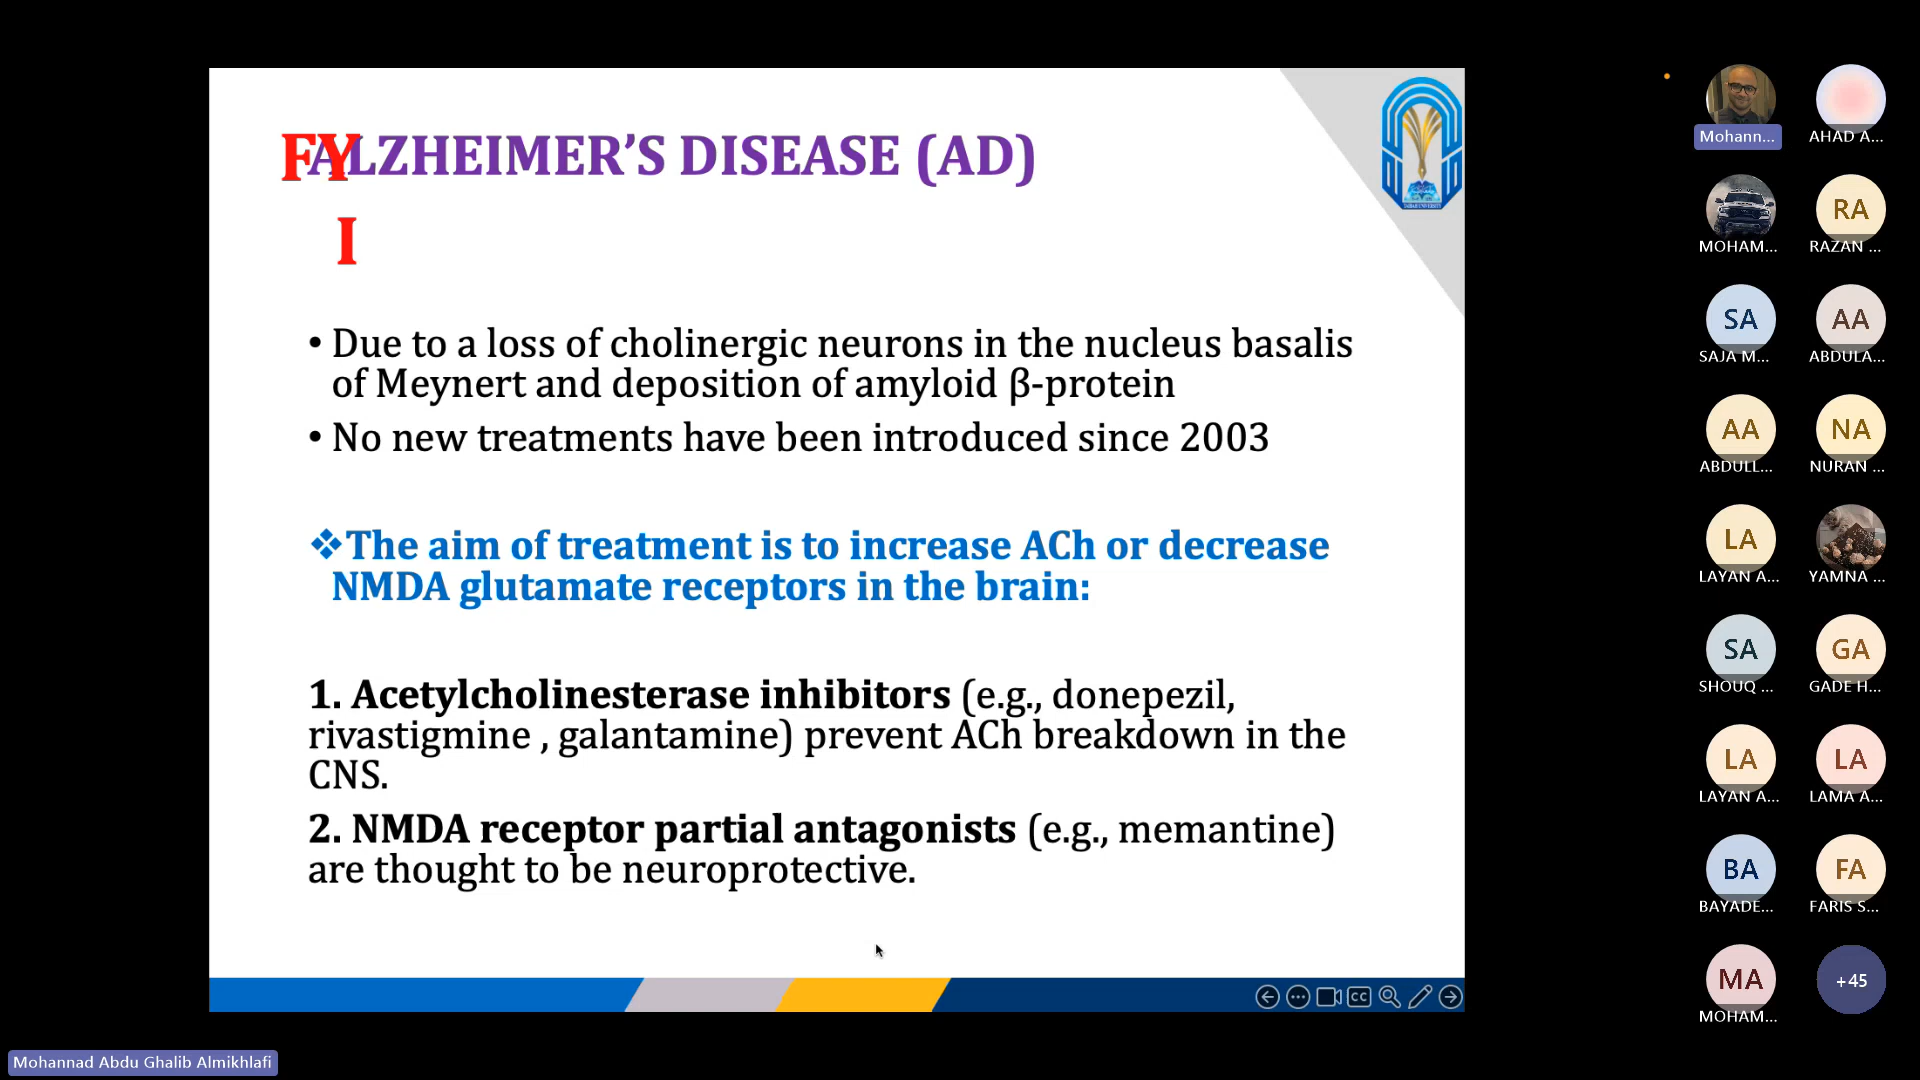 FY
ALZHEIMER’S DISEASE (AD)
I
• Due to a loss of cholinergic neurons in the nucleus basalis
of Meynert and deposition of amyloid β-protein
• No new treatments have been introduced since 2003
❖The aim of treatment is to increase ACh or decrease
NMDA glutamate receptors in the brain:
1. Acetylcholinesterase inhibitors (e.g., donepezil,
rivastigmine , galantamine) prevent ACh breakdown in the
CNS.
2. NMDA receptor partial antagonists (e.g., memantine)
are thought to be neuroprotective.
TAIBAH UNIVERSITY
CC
Mohann...
AHAD A...
MOHAM...
RA
RAZAN ...
SA
SAJA M...
AA
ABDULA...
AA
ABDULL...
NA
NURAN ...
LA
LAYAN A...
YAMNA ...
SA
SHOUQ ...
GA
GADE H...
LA
LAYAN A...
LA
LAMA A...
BA
BAYADE...
FA
FARIS S...
MA
MOHAM...
+45
Mohannad Abdu Ghalib Almikhlafi